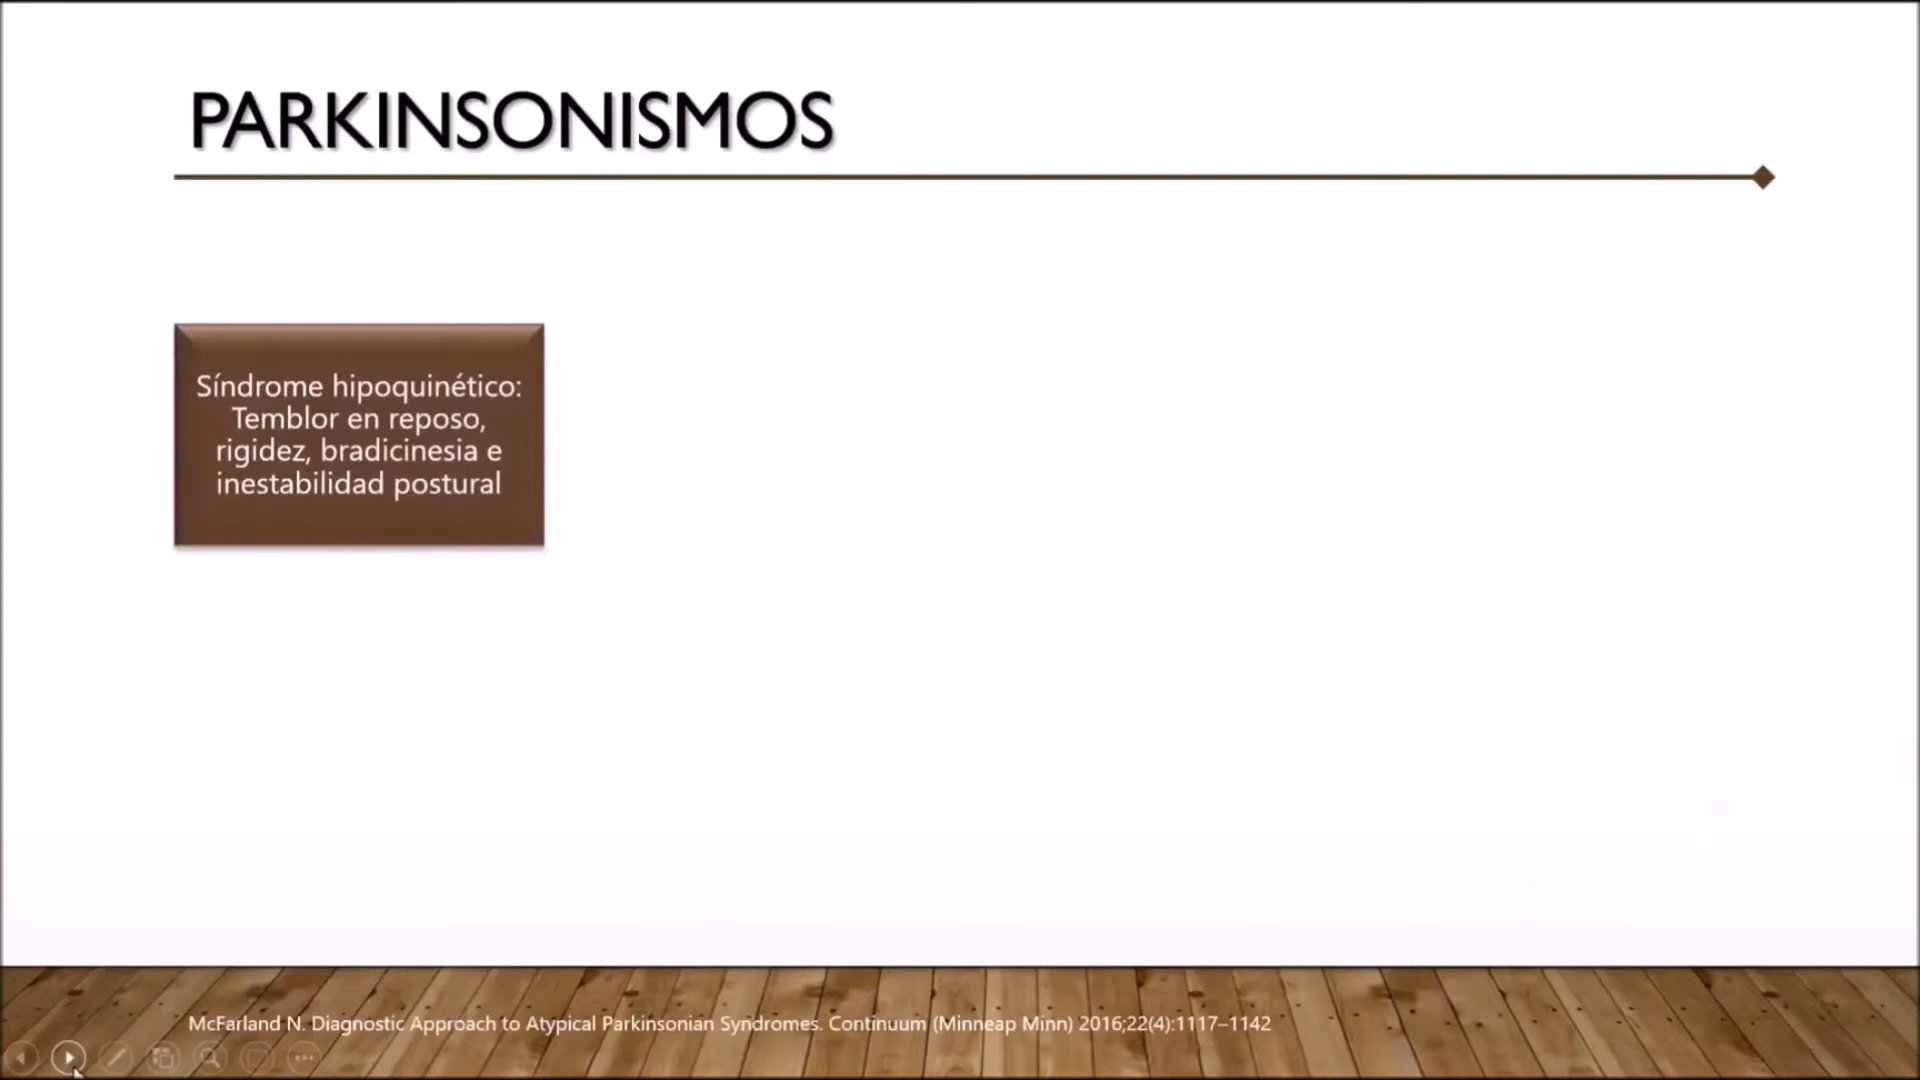 PARKINSONISMOS
Síndrome hipoquinético:
Temblor en reposo,
rigidez, bradicinesia e
inestabilidad postural
McFarland N. Diagnostic Approach to Atypical Parkinsonian Syndromes. Continuum (Minneap Minn) 2016;22(4):1117–1142